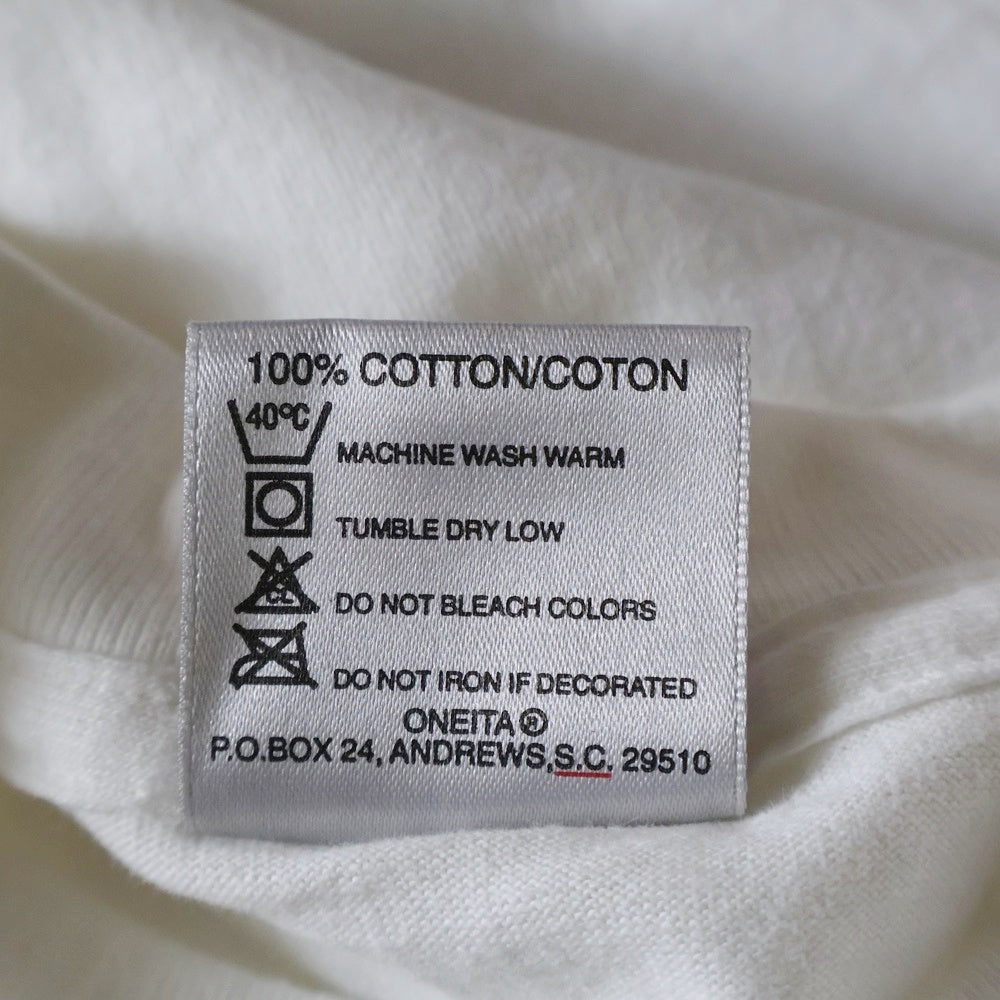 100% COTTON/COTON
40°C
MACHINE WASH WARM
TUMBLE DRY LOW
CL
DO NOT BLEACH COLORS
DO NOT IRON IF DECORATED
ONEITA®
P.O.BOX 24, ANDREWS,S.C. 29510